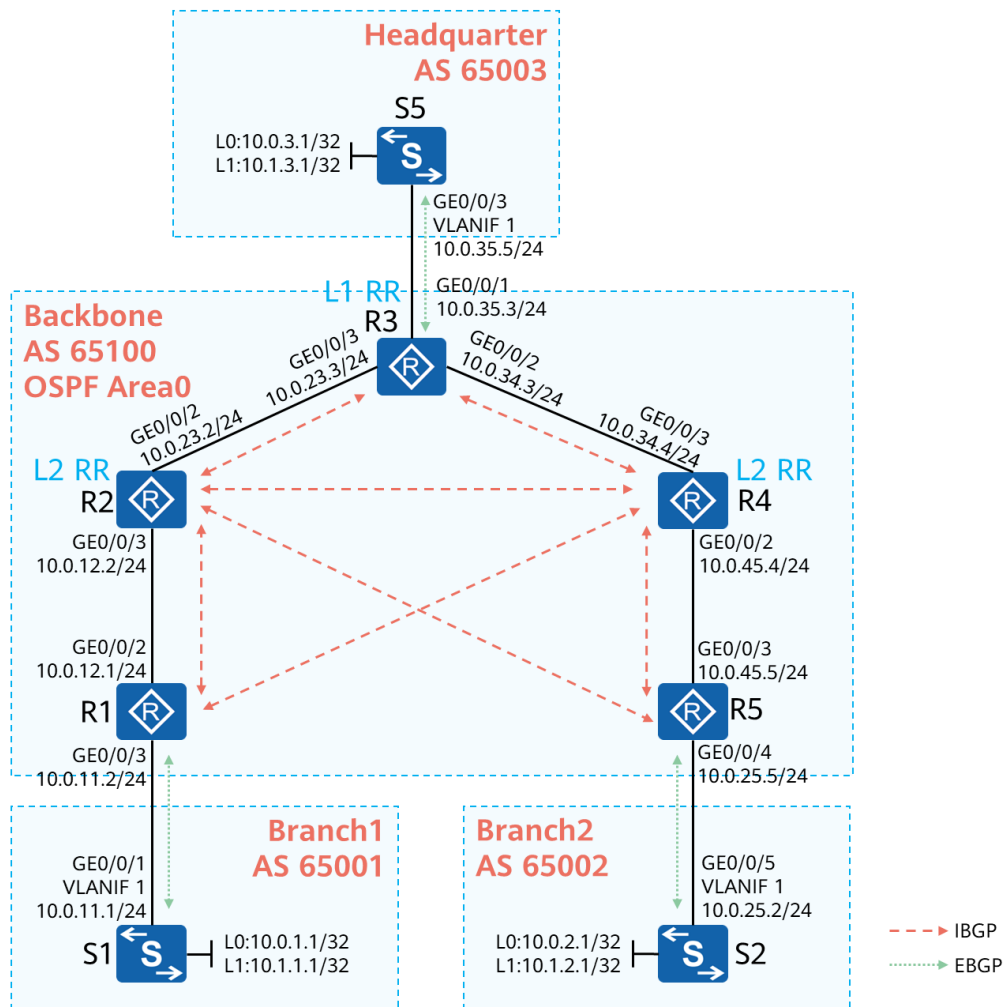 Headquarter
AS 65003
S5
L0:10.0.3.1/32
L1:10.1.3.1/32
S
GE0/0/3
VLANIF 1
10.0.35.5/24
L1 RR
R3
GE0/0/1
10.0.35.3/24
Backbone
AS 65100
OSPF Area0
GE0/0/3
10.0.23.3/24
R
GE0/0/2
10.0.34.3/24
GE0/0/2
10.0.23.2/24
GE0/0/3
10.0.34.4/24
L2 RR
R2
R
R
L2 RR
R4
GE0/0/3
10.0.12.2/24
GE0/0/2
10.0.45.4/24
GE0/0/2
10.0.12.1/24
GE0/0/3
10.0.45.5/24
R1
R
R
R5
GE0/0/3
10.0.11.2/24
GE0/0/4
10.0.25.5/24
Branch1
AS 65001
Branch2
AS 65002
GE0/0/1
VLANIF 1
10.0.11.1/24
GE0/0/5
VLANIF 1
10.0.25.2/24
S1
S
L0:10.0.1.1/32
L1:10.1.1.1/32
L0:10.0.2.1/32
L1:10.1.2.1/32
S
S2
IBGP
EBGP